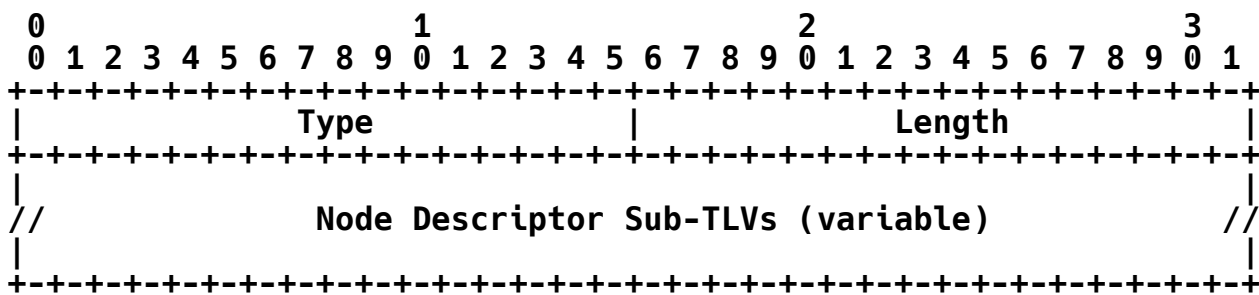 0                   1                   2                   3
 0 1 2 3 4 5 6 7 8 9 0 1 2 3 4 5 6 7 8 9 0 1 2 3 4 5 6 7 8 9 0 1
+-+-+-+-+-+-+-+-+-+-+-+-+-+-+-+-+-+-+-+-+-+-+-+-+-+-+-+-+-+-+-+-+
|              Type             |             Length            |
+-+-+-+-+-+-+-+-+-+-+-+-+-+-+-+-+-+-+-+-+-+-+-+-+-+-+-+-+-+-+-+-+
|                                                               |
//              Node Descriptor Sub-TLVs (variable)            //
|                                                               |
+-+-+-+-+-+-+-+-+-+-+-+-+-+-+-+-+-+-+-+-+-+-+-+-+-+-+-+-+-+-+-+-+